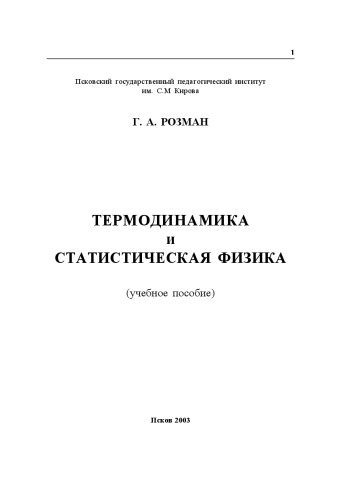 1
Псковский государственный педагогический институт
им. С.М Кирова
Г. А. РОЗМАН
ТЕРМОДИНАМИКА
и
СТАТИСТИЧЕСКАЯ ФИЗИКА
(учебное пособие)
Псков 2003